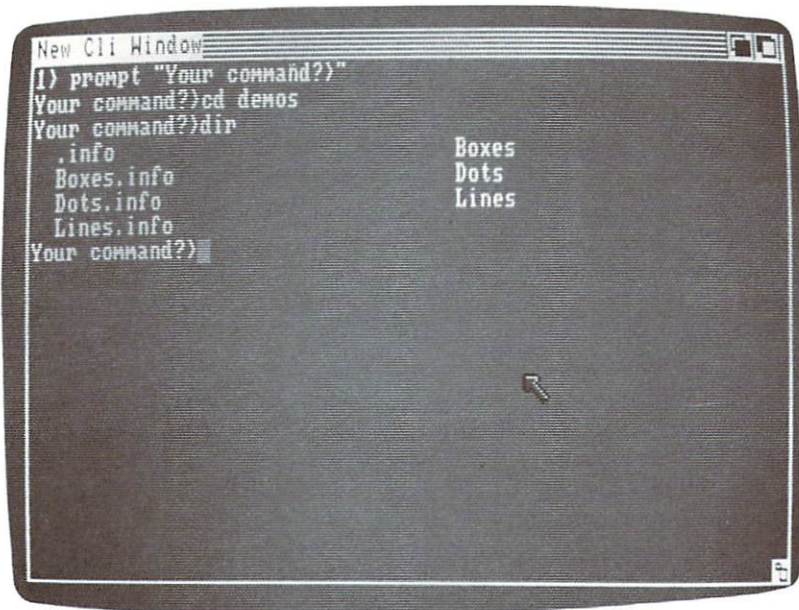 New Cli Window
1) prompt "Your command?)"
Your command?)cd demos
Your command?)dir
.info Boxes
Boxes.info Dots
Dots.info Lines
Lines.info
Your command?)